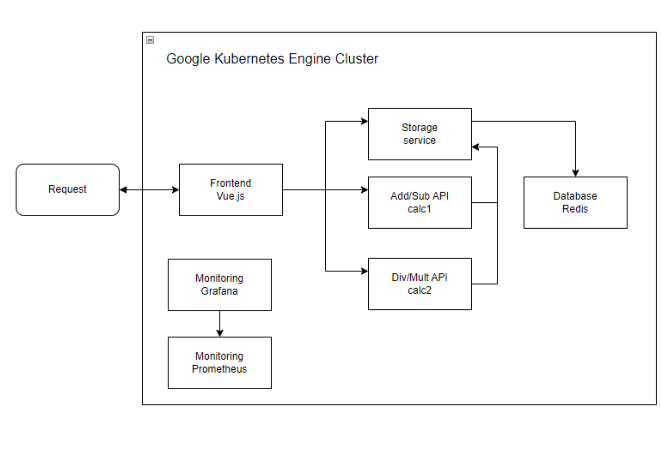 Google Kubernetes Engine Cluster
Storage
service
Request
Frontend
Vue.js
Add/Sub API
calc1
Database
Redis
Monitoring
Grafana
Div/Mult API
calc2
Monitoring
Prometheus